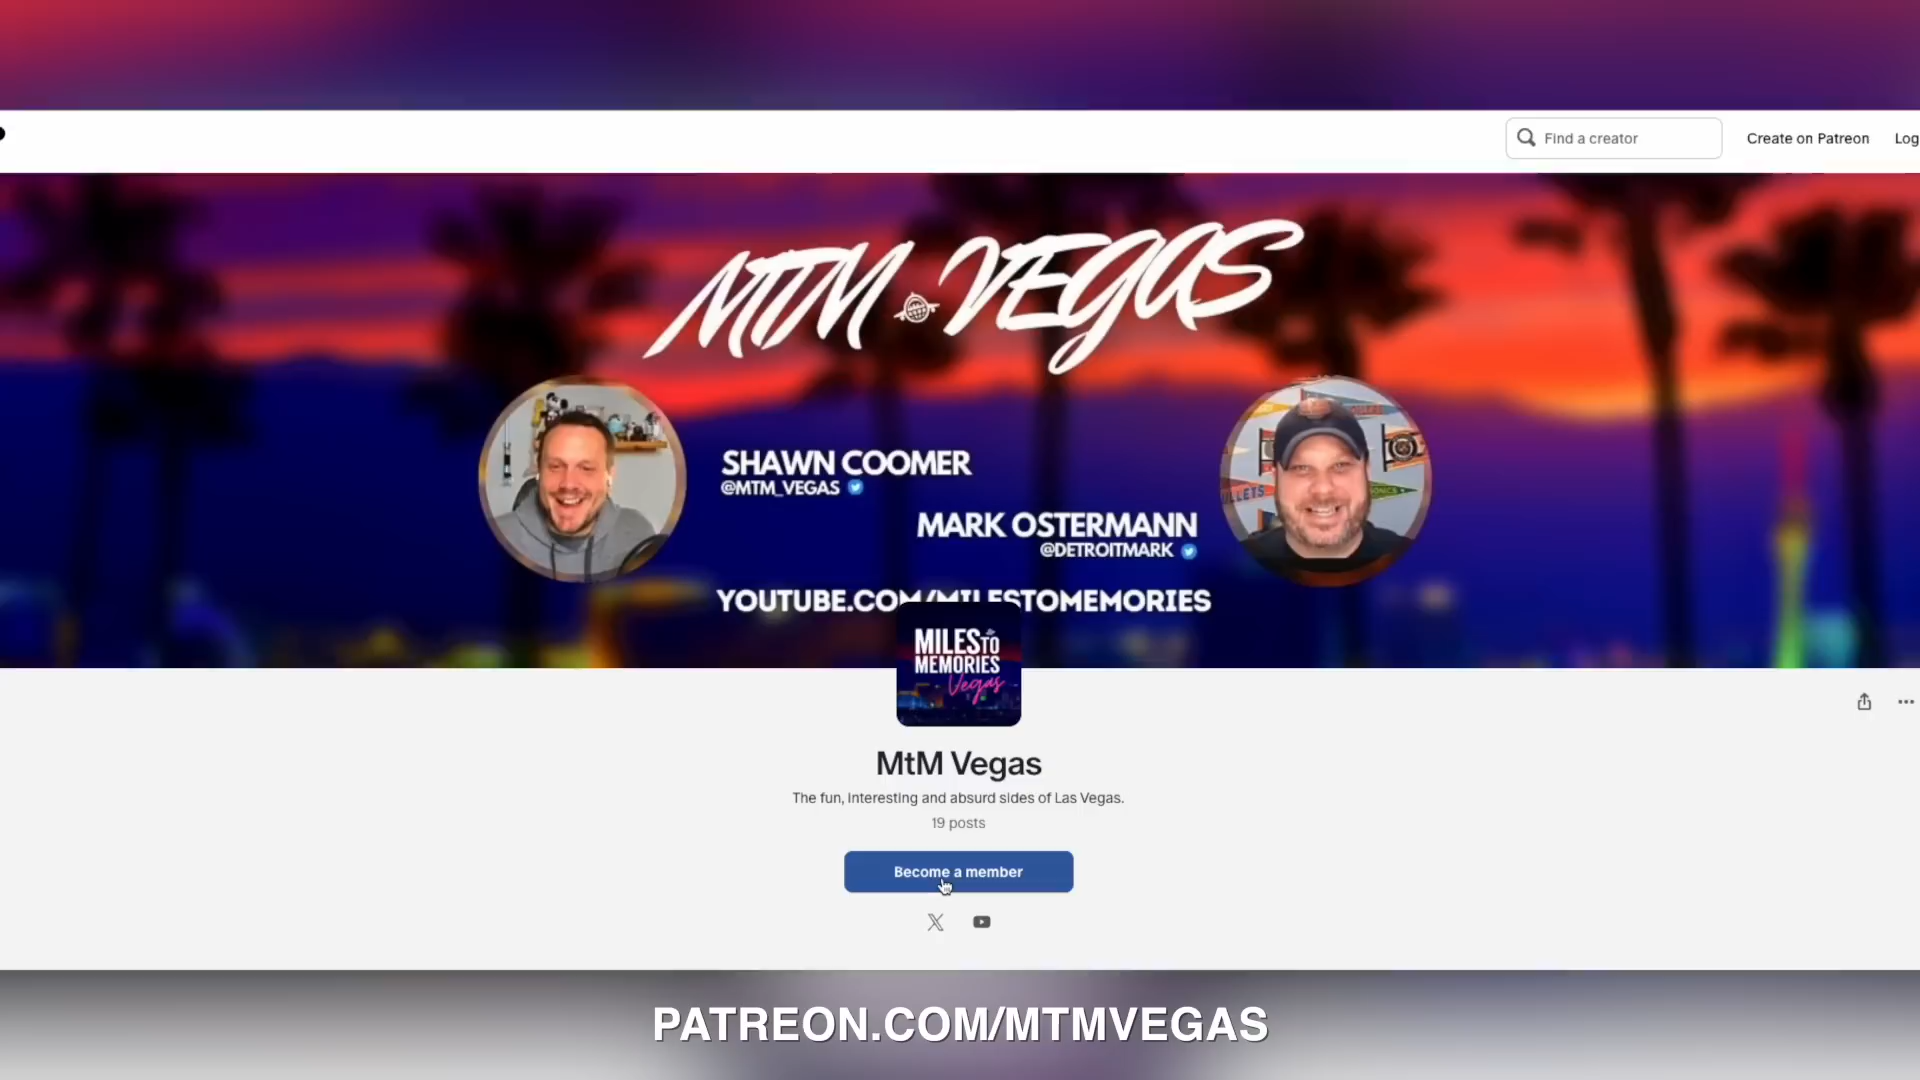 Find a creator
Create on Patreon
Log
MTM VEGAS
SHAWN COOMER
@MTM_VEGAS
MARK OSTERMANN
@DETROITMARK
YOUTUBE.COM/MILESTOMEMORIES
MILES TO
MEMORIES
Vegas
MtM Vegas
The fun, interesting and absurd sides of Las Vegas.
19 posts
Become a member
PATREON.COM/MTMVEGAS